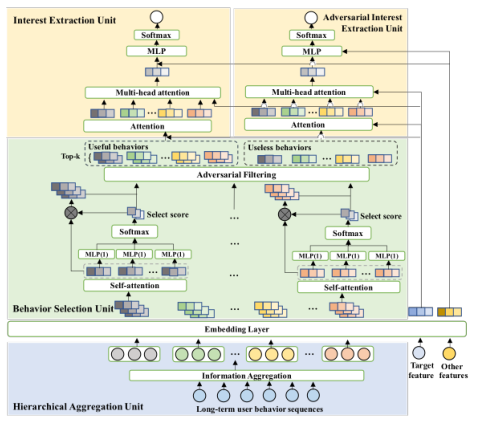 Interest Extraction Unit
Softmax
MLP
Multi-head attention
Attention
Adversarial Interest
Extraction Unit
Softmax
MLP
Multi-head attention
Attention
Useful behaviors
Useless behaviors
Top-k
Adversarial Filtering
Select score
Softmax
MLP(1) MLP(1) MLP(1)
Self-attention
Select score
Softmax
MLP(1) MLP(1) MLP(1)
Self-attention
Behavior Selection Unit
Embedding Layer
Information Aggregation
Target
feature
Other
features
Hierarchical Aggregation Unit
Long-term user behavior sequences